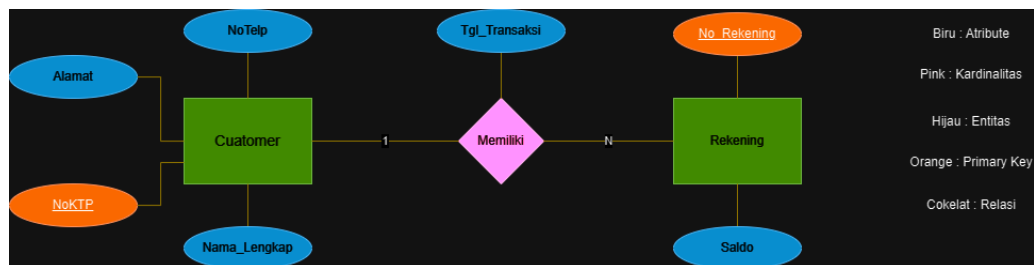 NoTelp
Tgl_Transaksi
No_Rekening
Biru : Atribute
Alamat
Pink : Kardinalitas
Cuatomer
1
Memiliki
N
Rekening
Hijau : Entitas
Orange : Primary Key
NoKTP
Cokelat : Relasi
Nama_Lengkap
Saldo